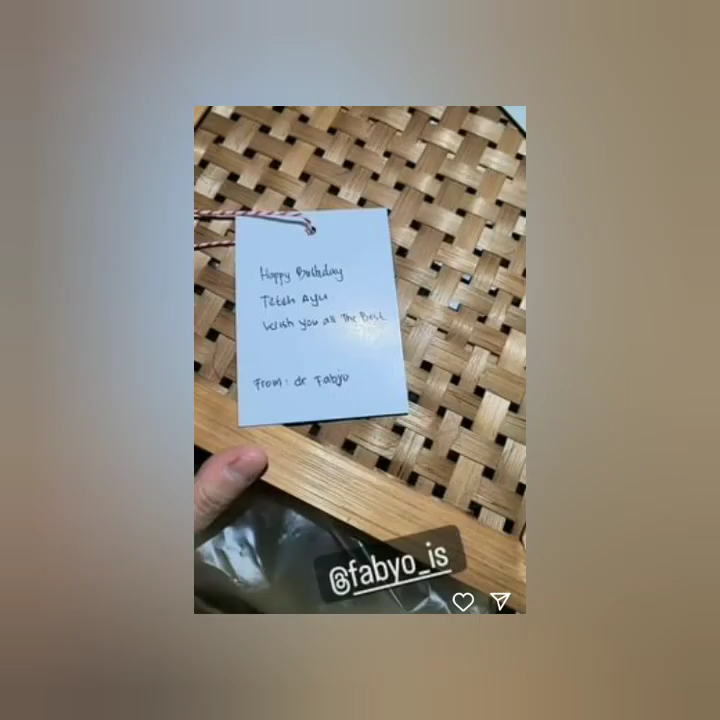 Happy Birthday
Teteh Ayu
Wish you all The Best
From: dr Fabyo
@fabyo_is